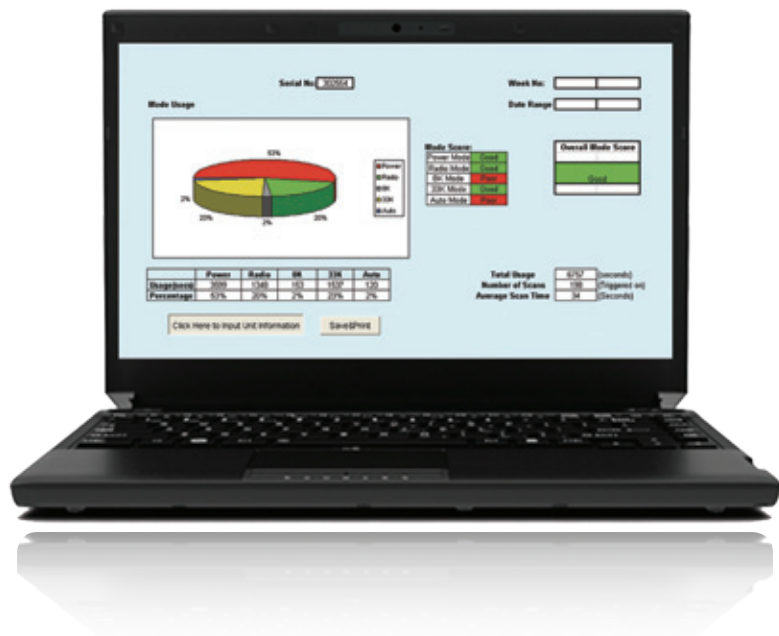 Serial No
Week No:
Mode Usage
Date Range
53%
2%
23%
2%
20%
Power
Radio
8K
33K
Auto
Mode Score:
Power Mode Good
Radio Mode Good
8K Mode Poor
33K Mode Good
Auto Mode Poor
Overall Mode Score
Good
Power Radio 8K 33K Auto
Usage(secs) 3599 1348 153 1537 120
Percentage 53% 20% 2% 23% 2%
Total Usage 6757 (seconds)
Number of Scans 198 (Triggered on)
Average Scan Time 34 (Seconds)
Click Here to Input Unit Information
Save&Print